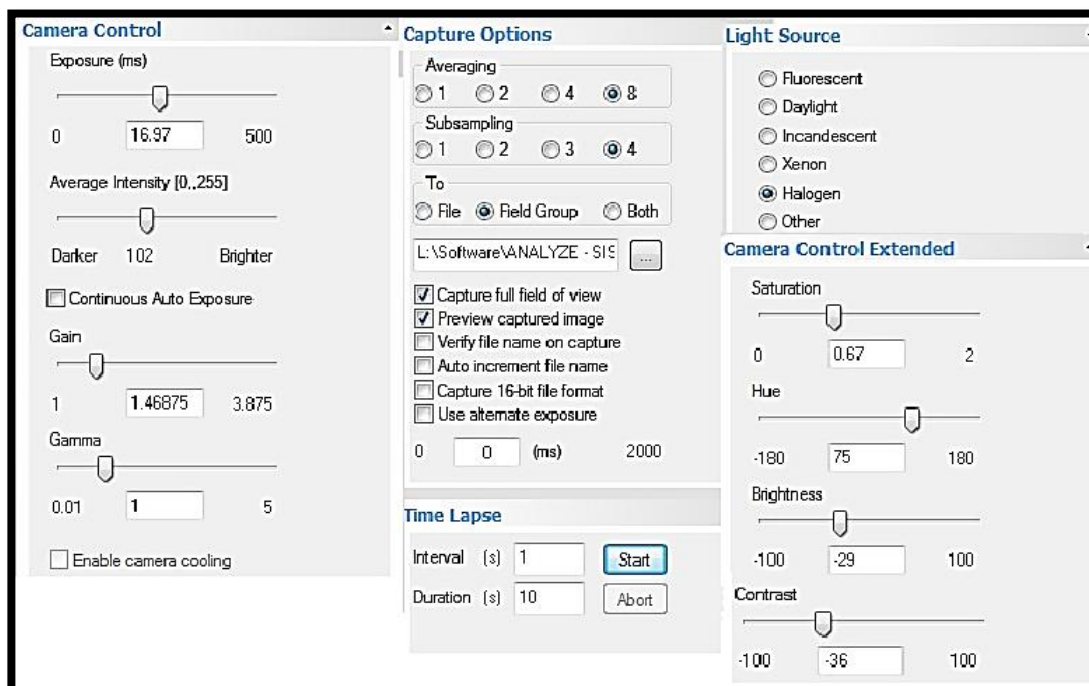 Camera Control
Exposure (ms)
0 16.97 500
Average Intensity [0..255]
Darker 102 Brighter
Continuous Auto Exposure
Gain
1 1.46875 3.875
Gamma
0.01 1 5
Enable camera cooling
Capture Options
Averaging
1 2 4 8
Subsampling
1 2 3 4
To
File Field Group Both
L:\Software\ANALYZE - SIS ...
Capture full field of view
Preview captured image
Verify file name on capture
Auto increment file name
Capture 16-bit file format
Use alternate exposure
0 0 (ms) 2000
Time Lapse
Interval (s) 1 Start
Duration (s) 10 Abort
Light Source
Fluorescent
Daylight
Incandescent
Xenon
Halogen
Other
Camera Control Extended
Saturation
0 0.67 2
Hue
-180 75 180
Brightness
-100 -29 100
Contrast
-100 -36 100